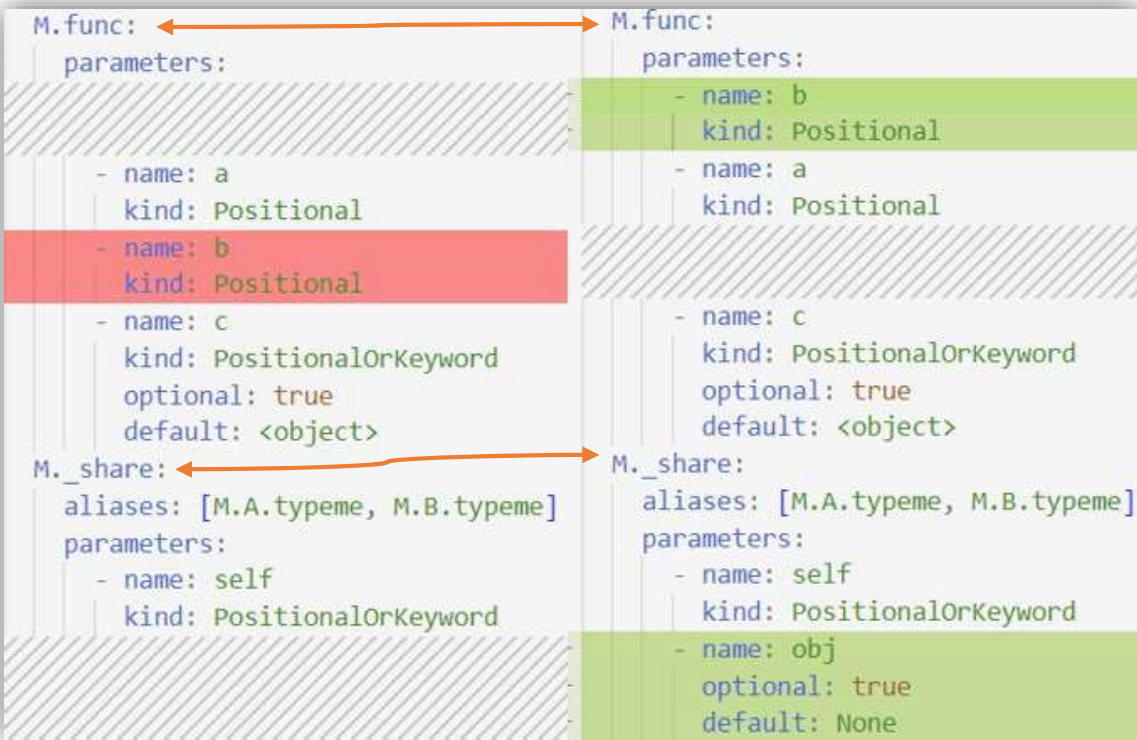 M.func:
parameters:
- name: a
kind: Positional
- name: b
kind: Positional
- name: c
kind: PositionalOrKeyword
optional: true
default: <object>
M._share:
aliases: [M.A.typeme, M.B.typeme]
parameters:
- name: self
kind: PositionalOrKeyword
M.func:
parameters:
- name: b
kind: Positional
- name: a
kind: Positional
- name: c
kind: PositionalOrKeyword
optional: true
default: <object>
M._share:
aliases: [M.A.typeme, M.B.typeme]
parameters:
- name: self
kind: PositionalOrKeyword
- name: obj
optional: true
default: None